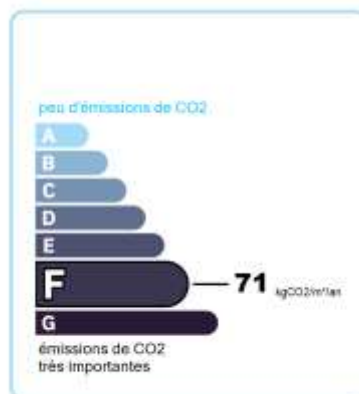 peu d'émissions de CO2
A
B
C
D
E
F 71 kgCO2/m²/an
G
émissions de CO2
très importantes